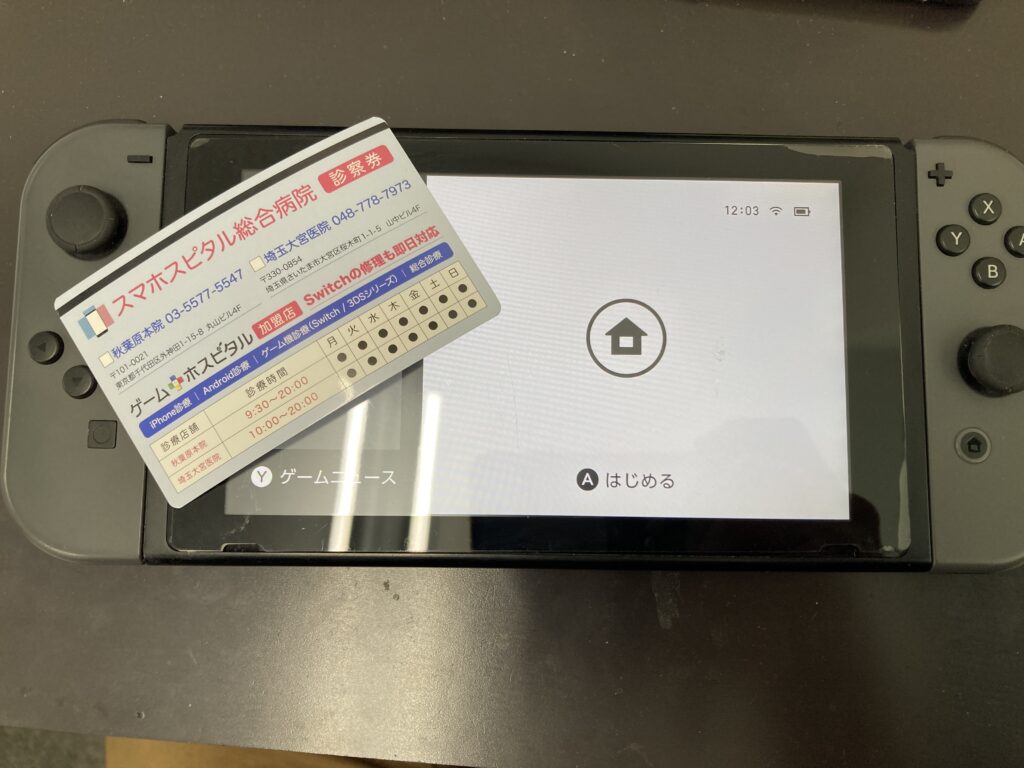 スマホスピタル総合病院 診察券
秋葉原本院 03-5577-5547
〒101-0021
東京都千代田区外神田1-15-8 丸山ビル4F
埼玉大宮医院 048-778-7973
〒330-0854
埼玉県さいたま市大宮区桜木町1-1-5 山中ビル4F
ゲームホスピタル 加盟店 Switchの修理も即日対応
iPhone診療 | Android診療 | ゲーム機診療(Switch / 3DSシリーズ) | 総合診療
診療店舗 診療時間 月 火 水 木 金 土 日
秋葉原本院 9:30〜20:00 ● ● ● ● ● ● ●
埼玉大宮医院 10:00〜20:00 ● ● ● ● ● ● ●
12:03
Y ゲームニュース
A はじめる
X
Y
A
B